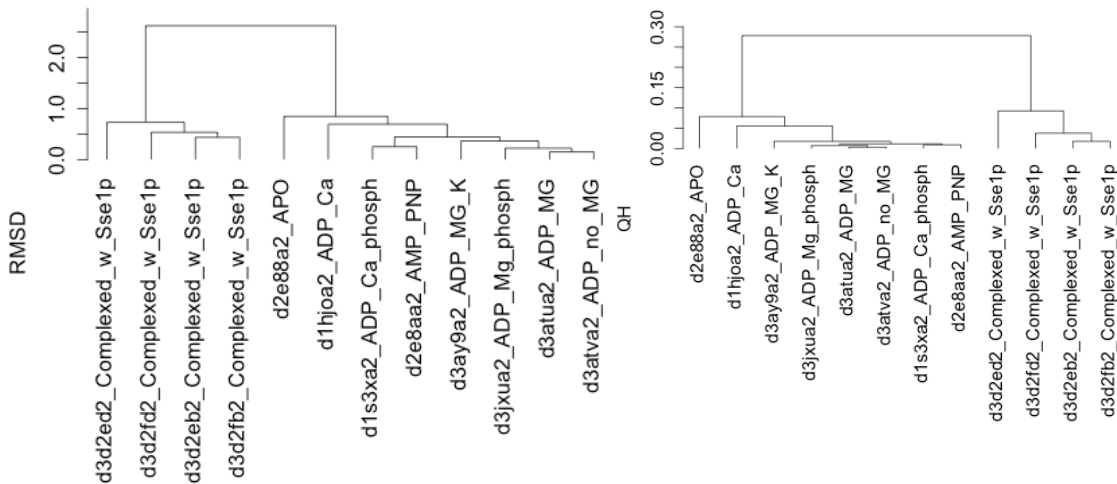 RMSD
0.0
1.0
2.0
d3d2ed2_Complexed_w_Sse1p
d3d2fd2_Complexed_w_Sse1p
d3d2eb2_Complexed_w_Sse1p
d3d2fb2_Complexed_w_Sse1p
d2e88a2_APO
d1hjoa2_ADP_Ca
d1s3xa2_ADP_Ca_phosph
d2e8aa2_AMP_PNP
d3ay9a2_ADP_MG_K
d3jxua2_ADP_Mg_phosph
d3atua2_ADP_MG
d3atva2_ADP_no_MG
QH
0.00
0.15
0.30
d2e88a2_APO
d1hjoa2_ADP_Ca
d3ay9a2_ADP_MG_K
d3jxua2_ADP_Mg_phosph
d3atua2_ADP_MG
d3atva2_ADP_no_MG
d1s3xa2_ADP_Ca_phosph
d2e8aa2_AMP_PNP
d3d2ed2_Complexed_w_Sse1p
d3d2fd2_Complexed_w_Sse1p
d3d2eb2_Complexed_w_Sse1p
d3d2fb2_Complexed_w_Sse1p